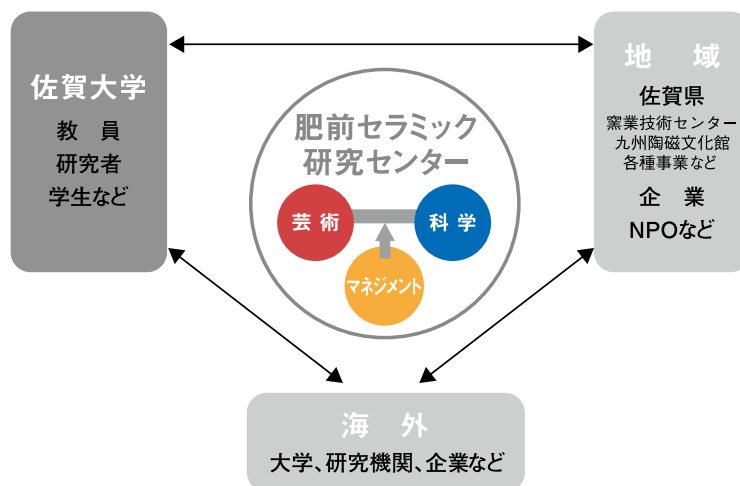 佐賀大学
教　員
研究者
学生など
肥前セラミック
研究センター
芸 術
科 学
マネジメント
地　域
佐賀県
窯業技術センター
九州陶磁文化館
各種事業など
企　業
NPOなど
海　外
大学、研究機関、企業など